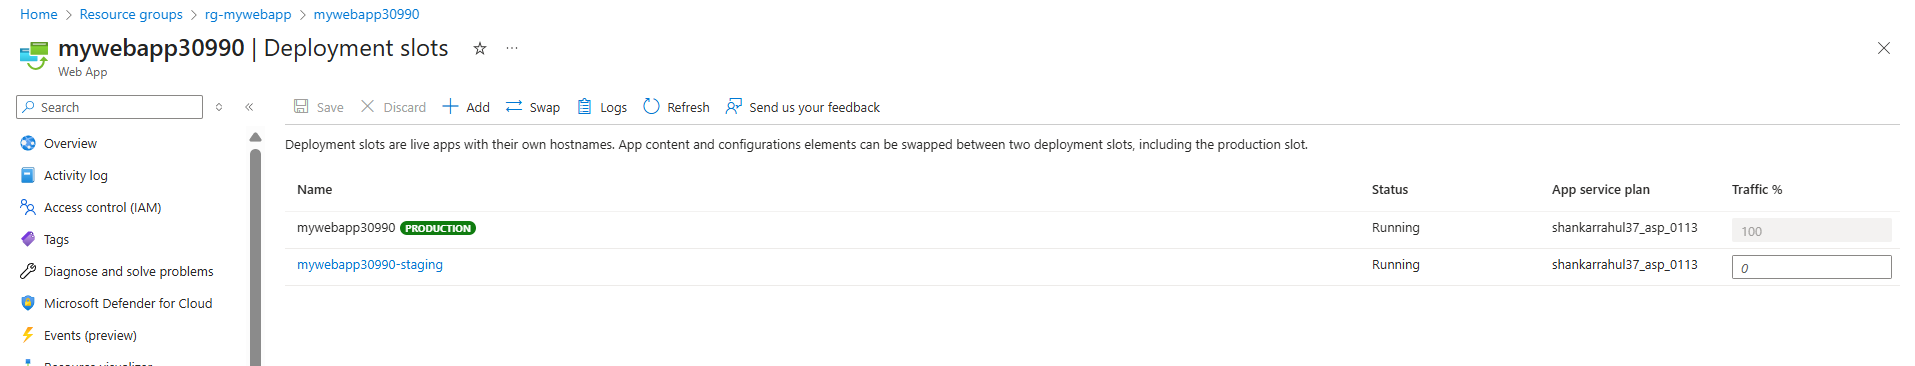 Home > Resource groups > rg-mywebapp > mywebapp30990
mywebapp30990 | Deployment slots
Web App
Search
Save Discard Add Swap Logs Refresh Send us your feedback
Overview
Activity log
Access control (IAM)
Tags
Diagnose and solve problems
Microsoft Defender for Cloud
Events (preview)
Resource visualizer
Deployment slots are live apps with their own hostnames. App content and configurations elements can be swapped between two deployment slots, including the production slot.
Name Status App service plan Traffic %
mywebapp30990 PRODUCTION Running shankarrahul37_asp_0113 100
mywebapp30990-staging Running shankarrahul37_asp_0113 0